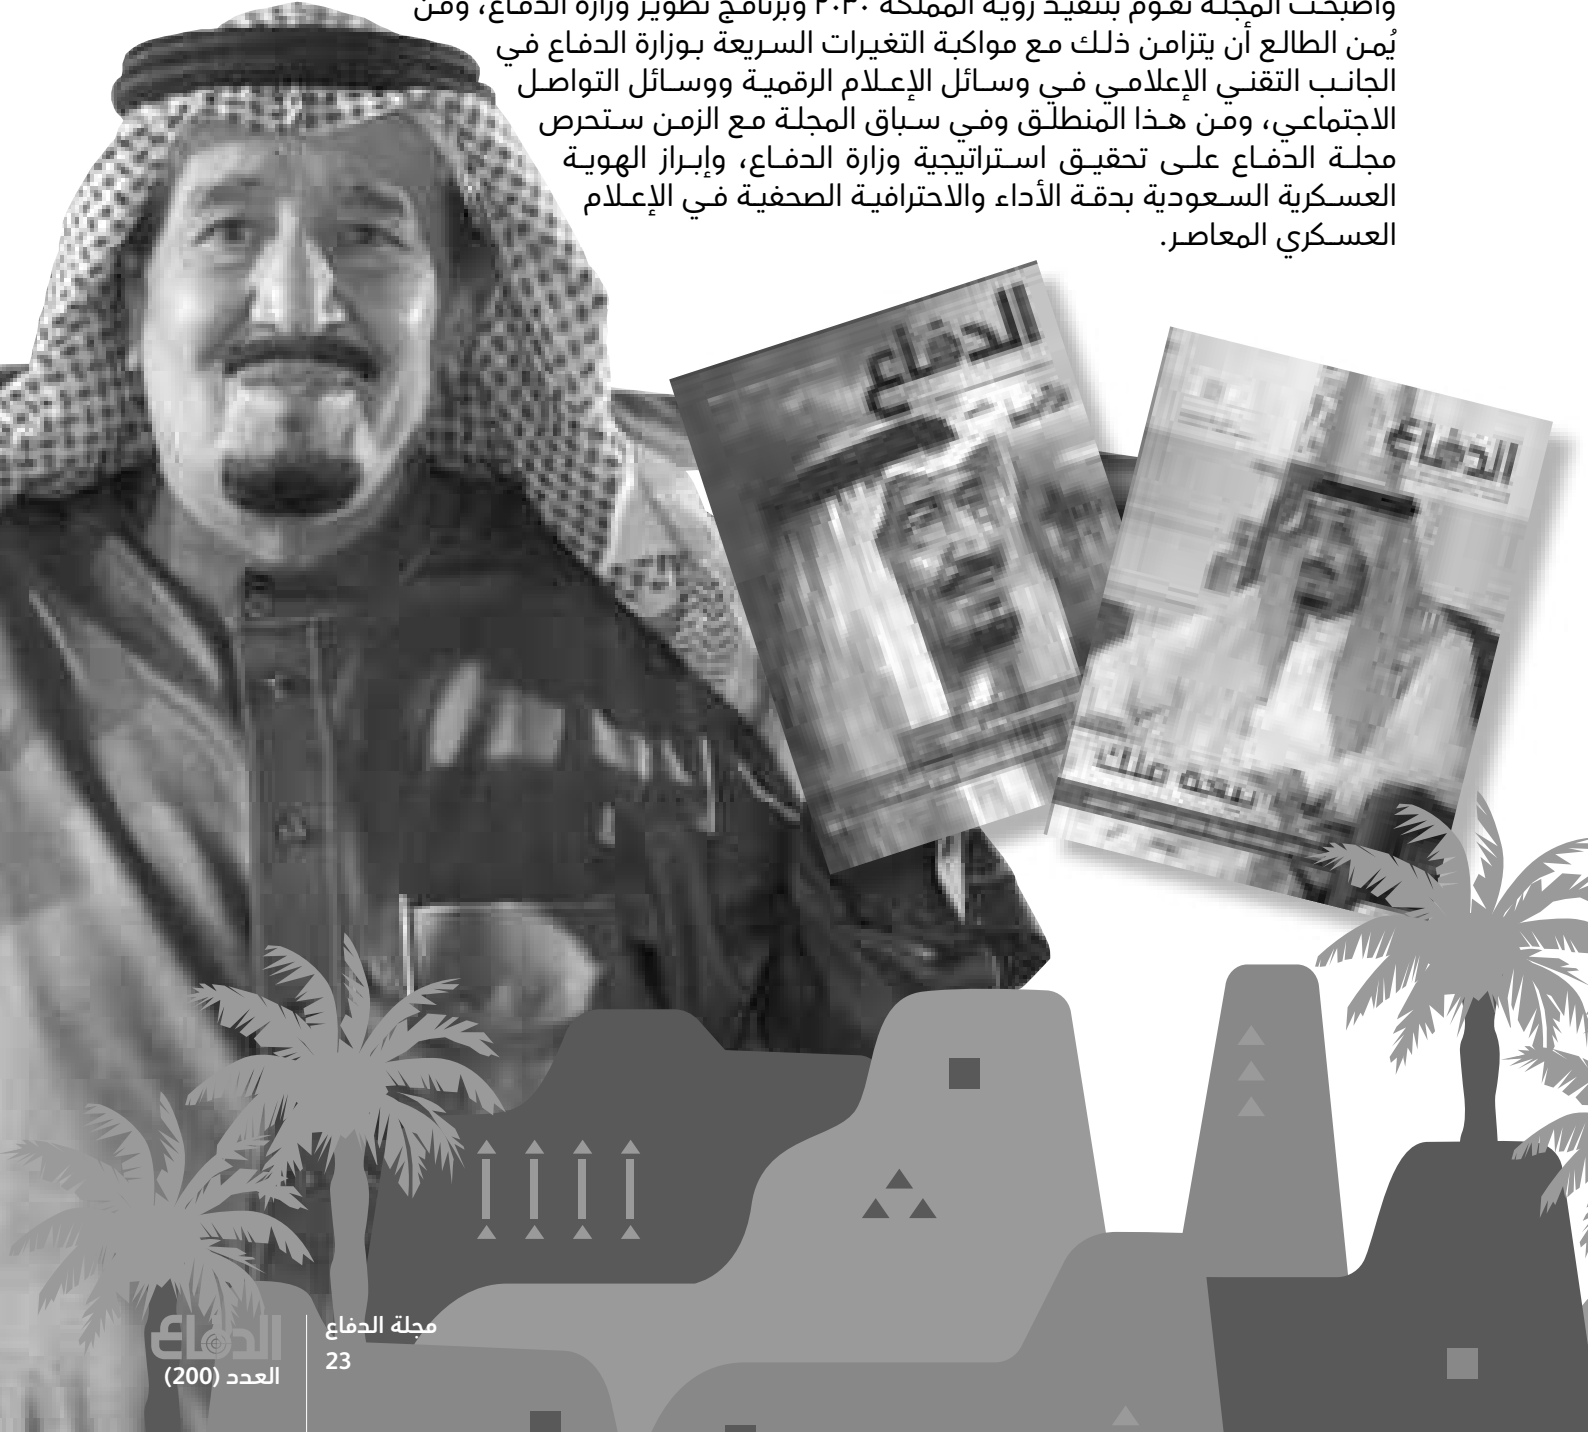 وأصبحت المجلة تقوم بتنفيذ رؤية المملكة ٢٠٣٠ وبرنامج تطوير وزارة الدفاع، ومن
يُمن الطالع أن يتزامن ذلك مع مواكبة التغيرات السريعة بوزارة الدفاع في
الجانب التقني الإعلامي في وسائل الإعلام الرقمية ووسائل التواصل
الاجتماعي، ومن هذا المنطلق وفي سباق المجلة مع الزمن ستحرص
مجلة الدفاع على تحقيق استراتيجية وزارة الدفاع، وإبراز الهوية
العسكرية السعودية بدقة الأداء والاحترافية الصحفية في الإعلام
العسكري المعاصر.
الدفاع
الدفاع
مجلة الدفاع
23
الدفاع
العدد (200)